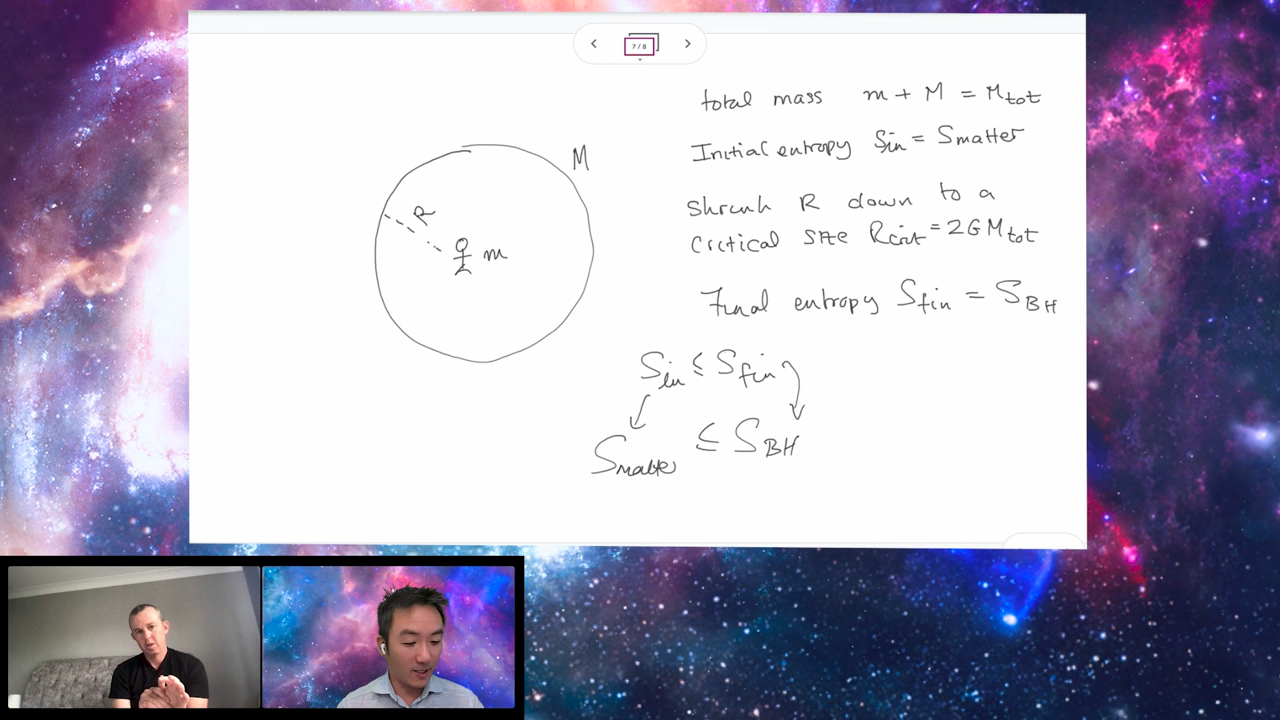 7 / 8
total mass m + M = Mtot
Initial entropy Sin = Smatter
M
Shrink R down to a
R
critical size Rcrit = 2GMtot
m
Final entropy Sfin = SBH
Sin ≤ Sfin
Smatter ≤ SBH